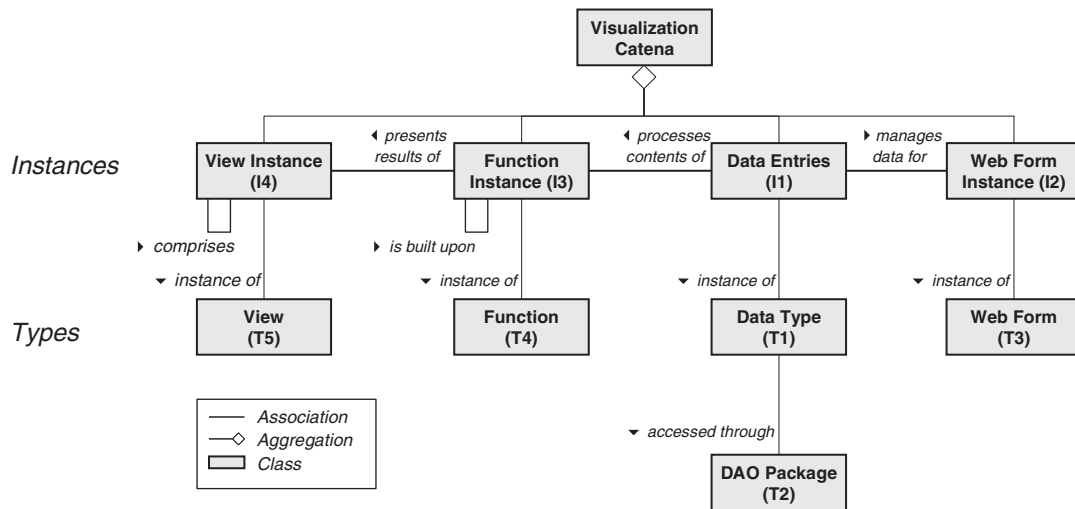 Visualization
Catena
◀ presents
results of
◀ processes
contents of
◀ manages
data for
Instances
View Instance
(I4)
Function
Instance (I3)
Data Entries
(I1)
Web Form
Instance (I2)
▶ comprises
▶ is built upon
▼ instance of
▼ instance of
▼ instance of
▼ instance of
Types
View
(T5)
Function
(T4)
Data Type
(T1)
Web Form
(T3)
Association
Aggregation
Class
▼ accessed through
DAO Package
(T2)